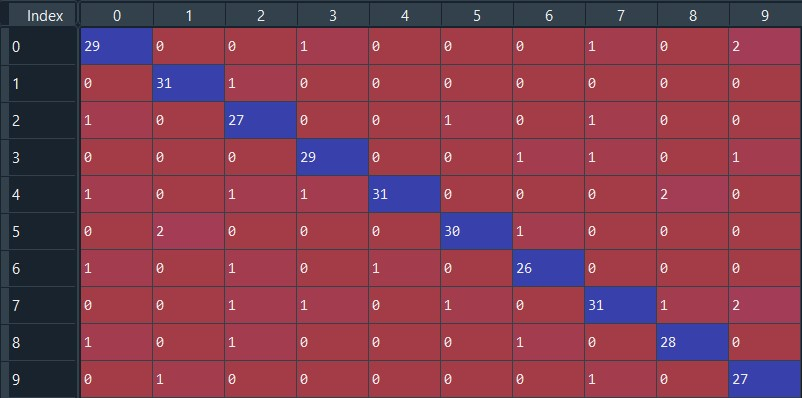 Index 0 1 2 3 4 5 6 7 8 9
0 29 0 0 1 0 0 0 1 0 2
1 0 31 1 0 0 0 0 0 0 0
2 1 0 27 0 0 1 0 1 0 0
3 0 0 0 29 0 0 1 1 0 1
4 1 0 1 1 31 0 0 0 2 0
5 0 2 0 0 0 30 1 0 0 0
6 1 0 1 0 1 0 26 0 0 0
7 0 0 1 1 0 1 0 31 1 2
8 1 0 1 0 0 0 1 0 28 0
9 0 1 0 0 0 0 0 1 0 27